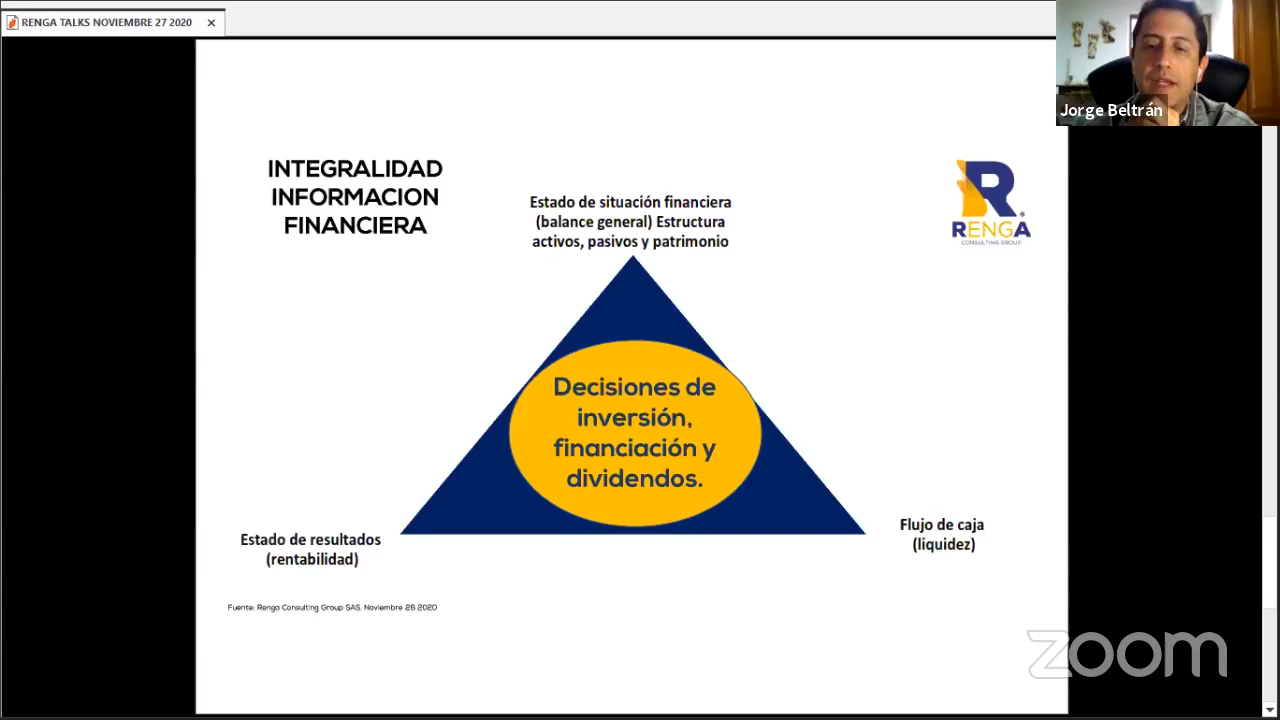 RENGA TALKS NOVIEMBRE 27 2020
Jorge Beltrán
INTEGRALIDAD
INFORMACION
FINANCIERA
R
RENGA
CONSULTING GROUP
Estado de situación financiera
(balance general) Estructura
activos, pasivos y patrimonio
Decisiones de
inversión,
financiación y
dividendos.
Estado de resultados
(rentabilidad)
Flujo de caja
(liquidez)
Fuente: Renga Consulting Group SAS. Noviembre 26 2020
zoom